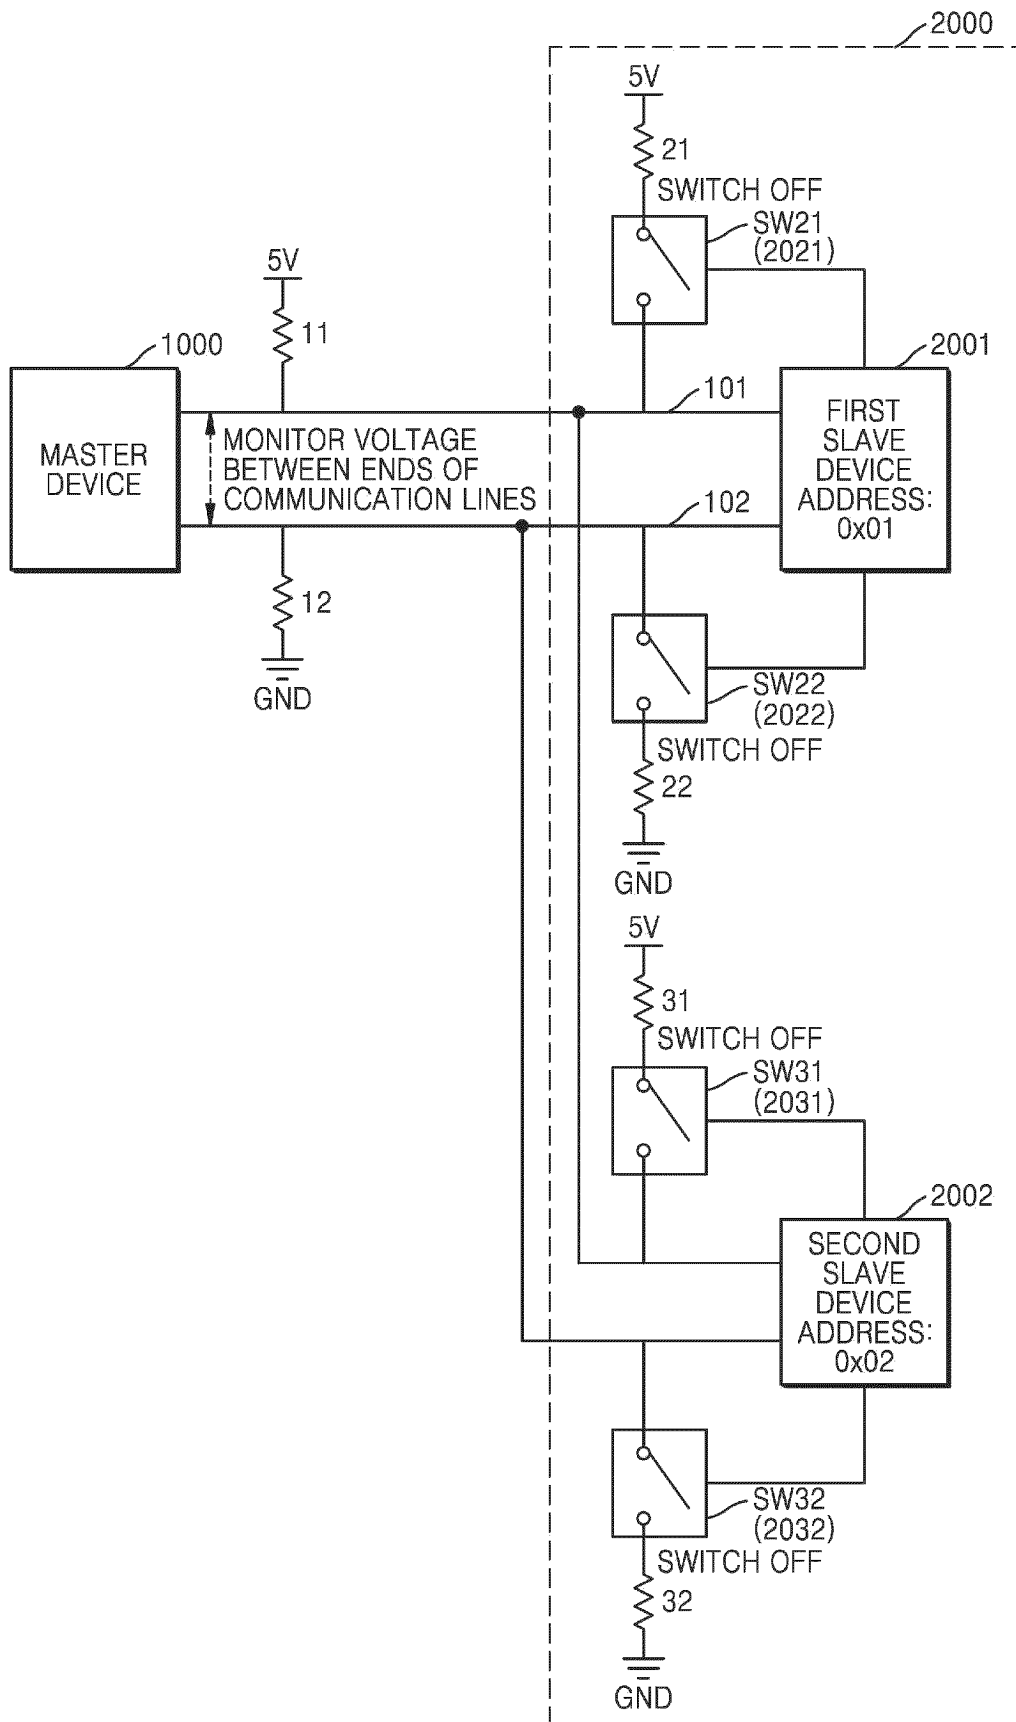 2000
5V
21
SWITCH OFF
SW21
(2021)
5V
11
1000
2001
MASTER
DEVICE
101
MONITOR VOLTAGE
BETWEEN ENDS OF
COMMUNICATION LINES
FIRST
SLAVE
DEVICE
ADDRESS:
0x01
102
12
GND
SW22
(2022)
SWITCH OFF
22
GND
5V
31
SWITCH OFF
SW31
(2031)
2002
SECOND
SLAVE
DEVICE
ADDRESS:
0x02
SW32
(2032)
SWITCH OFF
32
GND